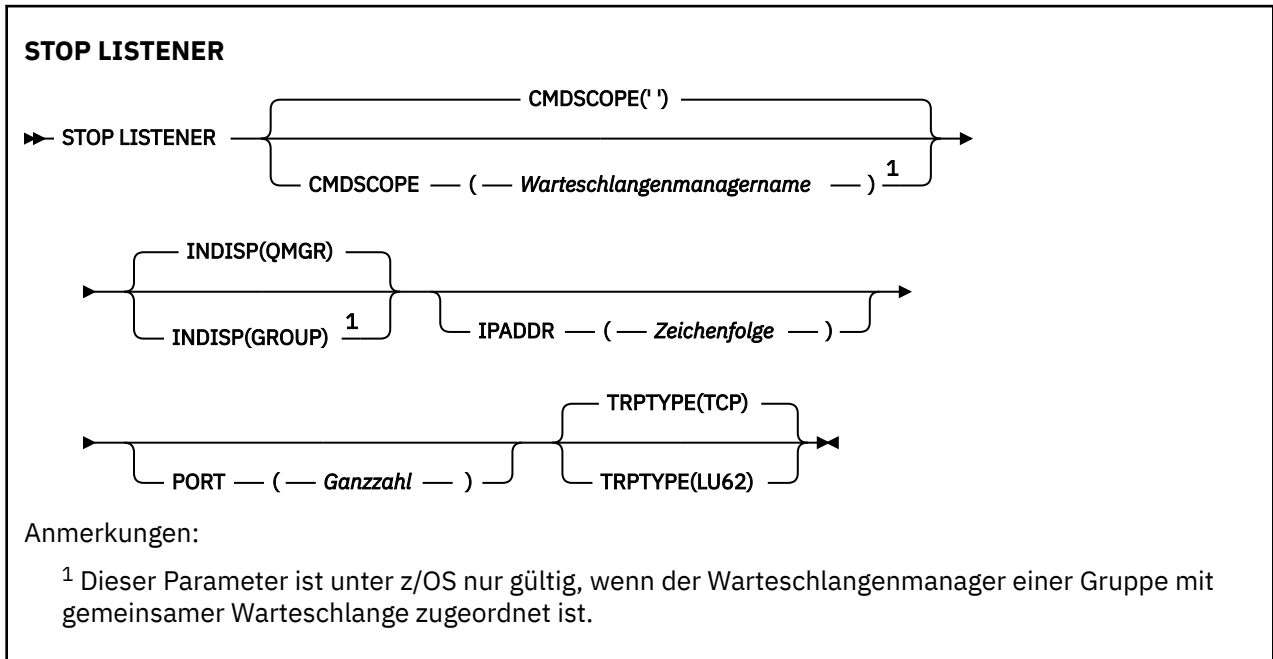 STOP LISTENER
CMDSCOPE(' ')
STOP LISTENER
CMDSCOPE ( Warteschlangenmanagername ) 1
INDISP(QMGR)
INDISP(GROUP) 1
IPADDR ( Zeichenfolge )
TRPTYPE(TCP)
PORT ( Ganzzahl )
TRPTYPE(LU62)
Anmerkungen:
1 Dieser Parameter ist unter z/OS nur gültig, wenn der Warteschlangenmanager einer Gruppe mit
gemeinsamer Warteschlange zugeordnet ist.